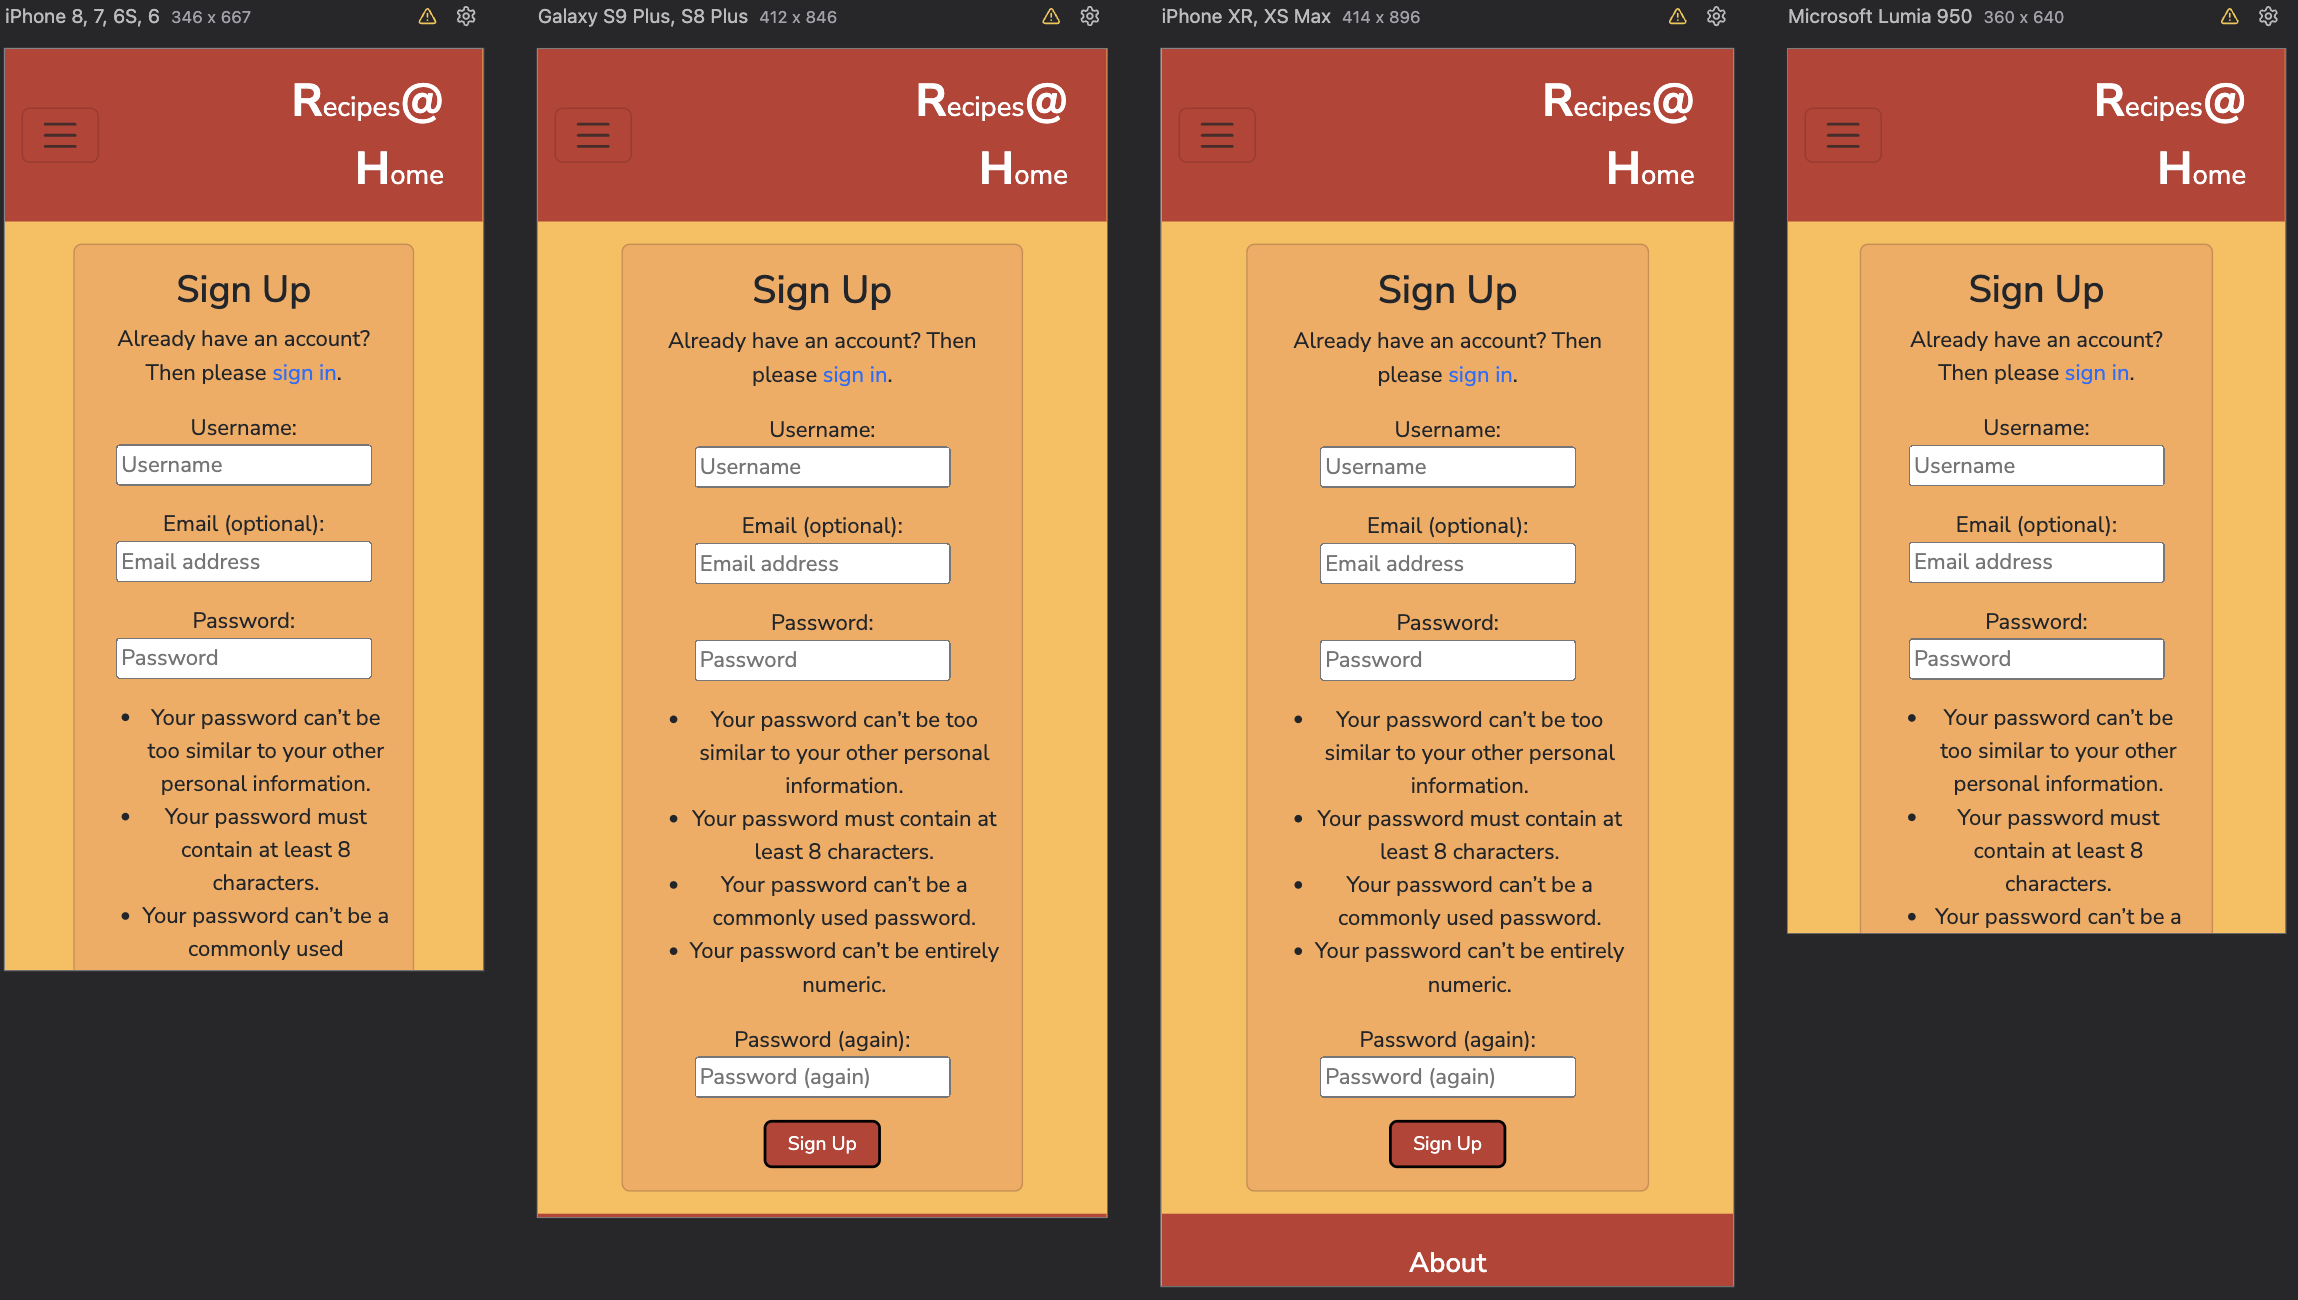 iPhone 8, 7, 6S, 6 346 x 667
Recipes@
Home
Sign Up
Already have an account?
Then please sign in.
Username:
Username
Email (optional):
Email address
Password:
Password
• Your password can’t be
too similar to your other
personal information.
• Your password must
contain at least 8
characters.
• Your password can’t be a
commonly used
Galaxy S9 Plus, S8 Plus 412 x 846
Recipes@
Home
Sign Up
Already have an account? Then
please sign in.
Username:
Username
Email (optional):
Email address
Password:
Password
• Your password can’t be too
similar to your other personal
information.
• Your password must contain at
least 8 characters.
• Your password can’t be a
commonly used password.
• Your password can’t be entirely
numeric.
Password (again):
Password (again)
Sign Up
iPhone XR, XS Max 414 x 896
Recipes@
Home
Sign Up
Already have an account? Then
please sign in.
Username:
Username
Email (optional):
Email address
Password:
Password
• Your password can’t be too
similar to your other personal
information.
• Your password must contain at
least 8 characters.
• Your password can’t be a
commonly used password.
• Your password can’t be entirely
numeric.
Password (again):
Password (again)
Sign Up
About
Microsoft Lumia 950 360 x 640
Recipes@
Home
Sign Up
Already have an account?
Then please sign in.
Username:
Username
Email (optional):
Email address
Password:
Password
• Your password can’t be
too similar to your other
personal information.
• Your password must
contain at least 8
characters.
• Your password can’t be a